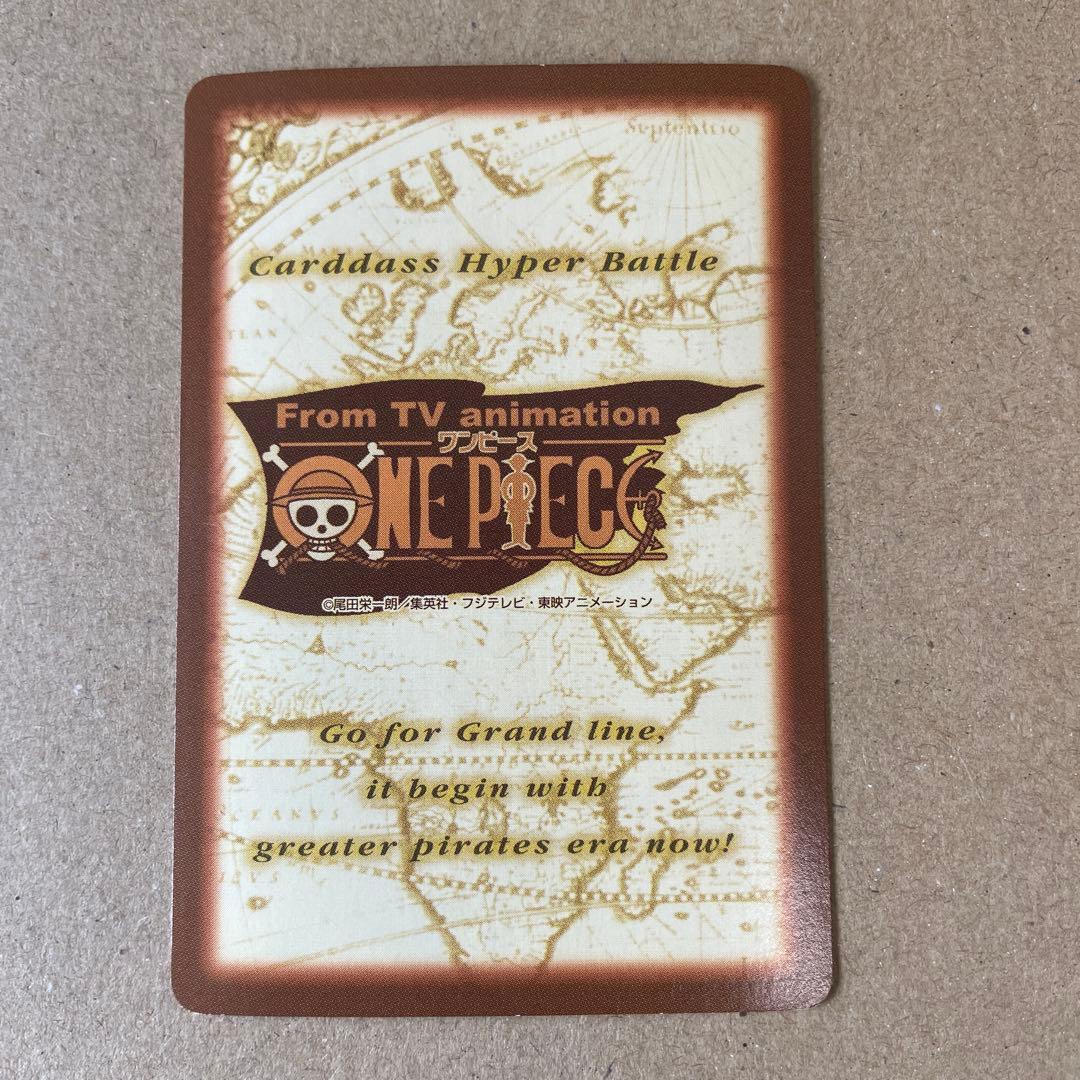 Septentrio
Carddass Hyper Battle
From TV animation
ワンピース
ONE PIECE
©尾田栄一郎／集英社・フジテレビ・東映アニメーション
Go for Grand line,
it begin with
greater pirates era now!